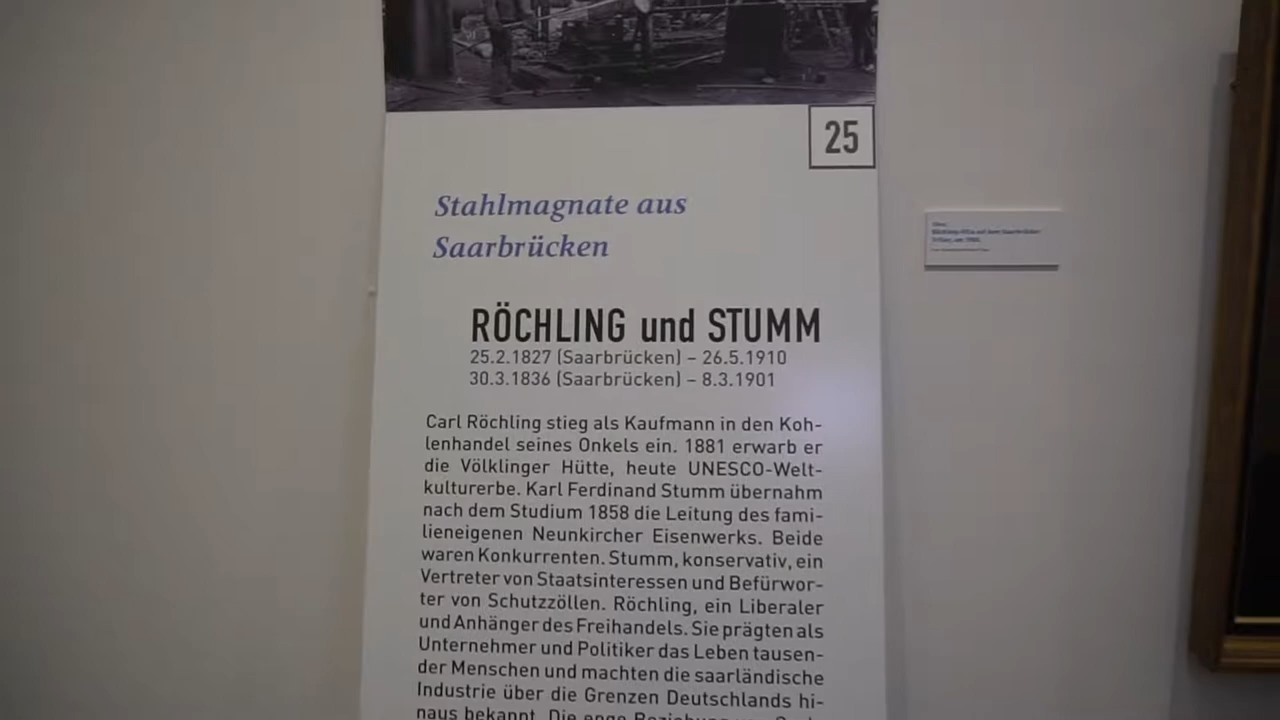 25
Stahlmagnate aus
Saarbrücken
RÖCHLING und STUMM
25.2.1827 (Saarbrücken) – 26.5.1910
30.3.1836 (Saarbrücken) – 8.3.1901
Carl Röchling stieg als Kaufmann in den Koh-
lenhandel seines Onkels ein. 1881 erwarb er
die Völklinger Hütte, heute UNESCO-Welt-
kulturerbe. Karl Ferdinand Stumm übernahm
nach dem Studium 1858 die Leitung des fami-
lieneigenen Neunkircher Eisenwerks. Beide
waren Konkurrenten. Stumm, konservativ, ein
Vertreter von Staatsinteressen und Befürwor-
ter von Schutzzöllen. Röchling, ein Liberaler
und Anhänger des Freihandels. Sie prägten als
Unternehmer und Politiker das Leben tausen-
der Menschen und machten die saarländische
Industrie über die Grenzen Deutschlands hi-
naus bekannt. Die enge Beziehung